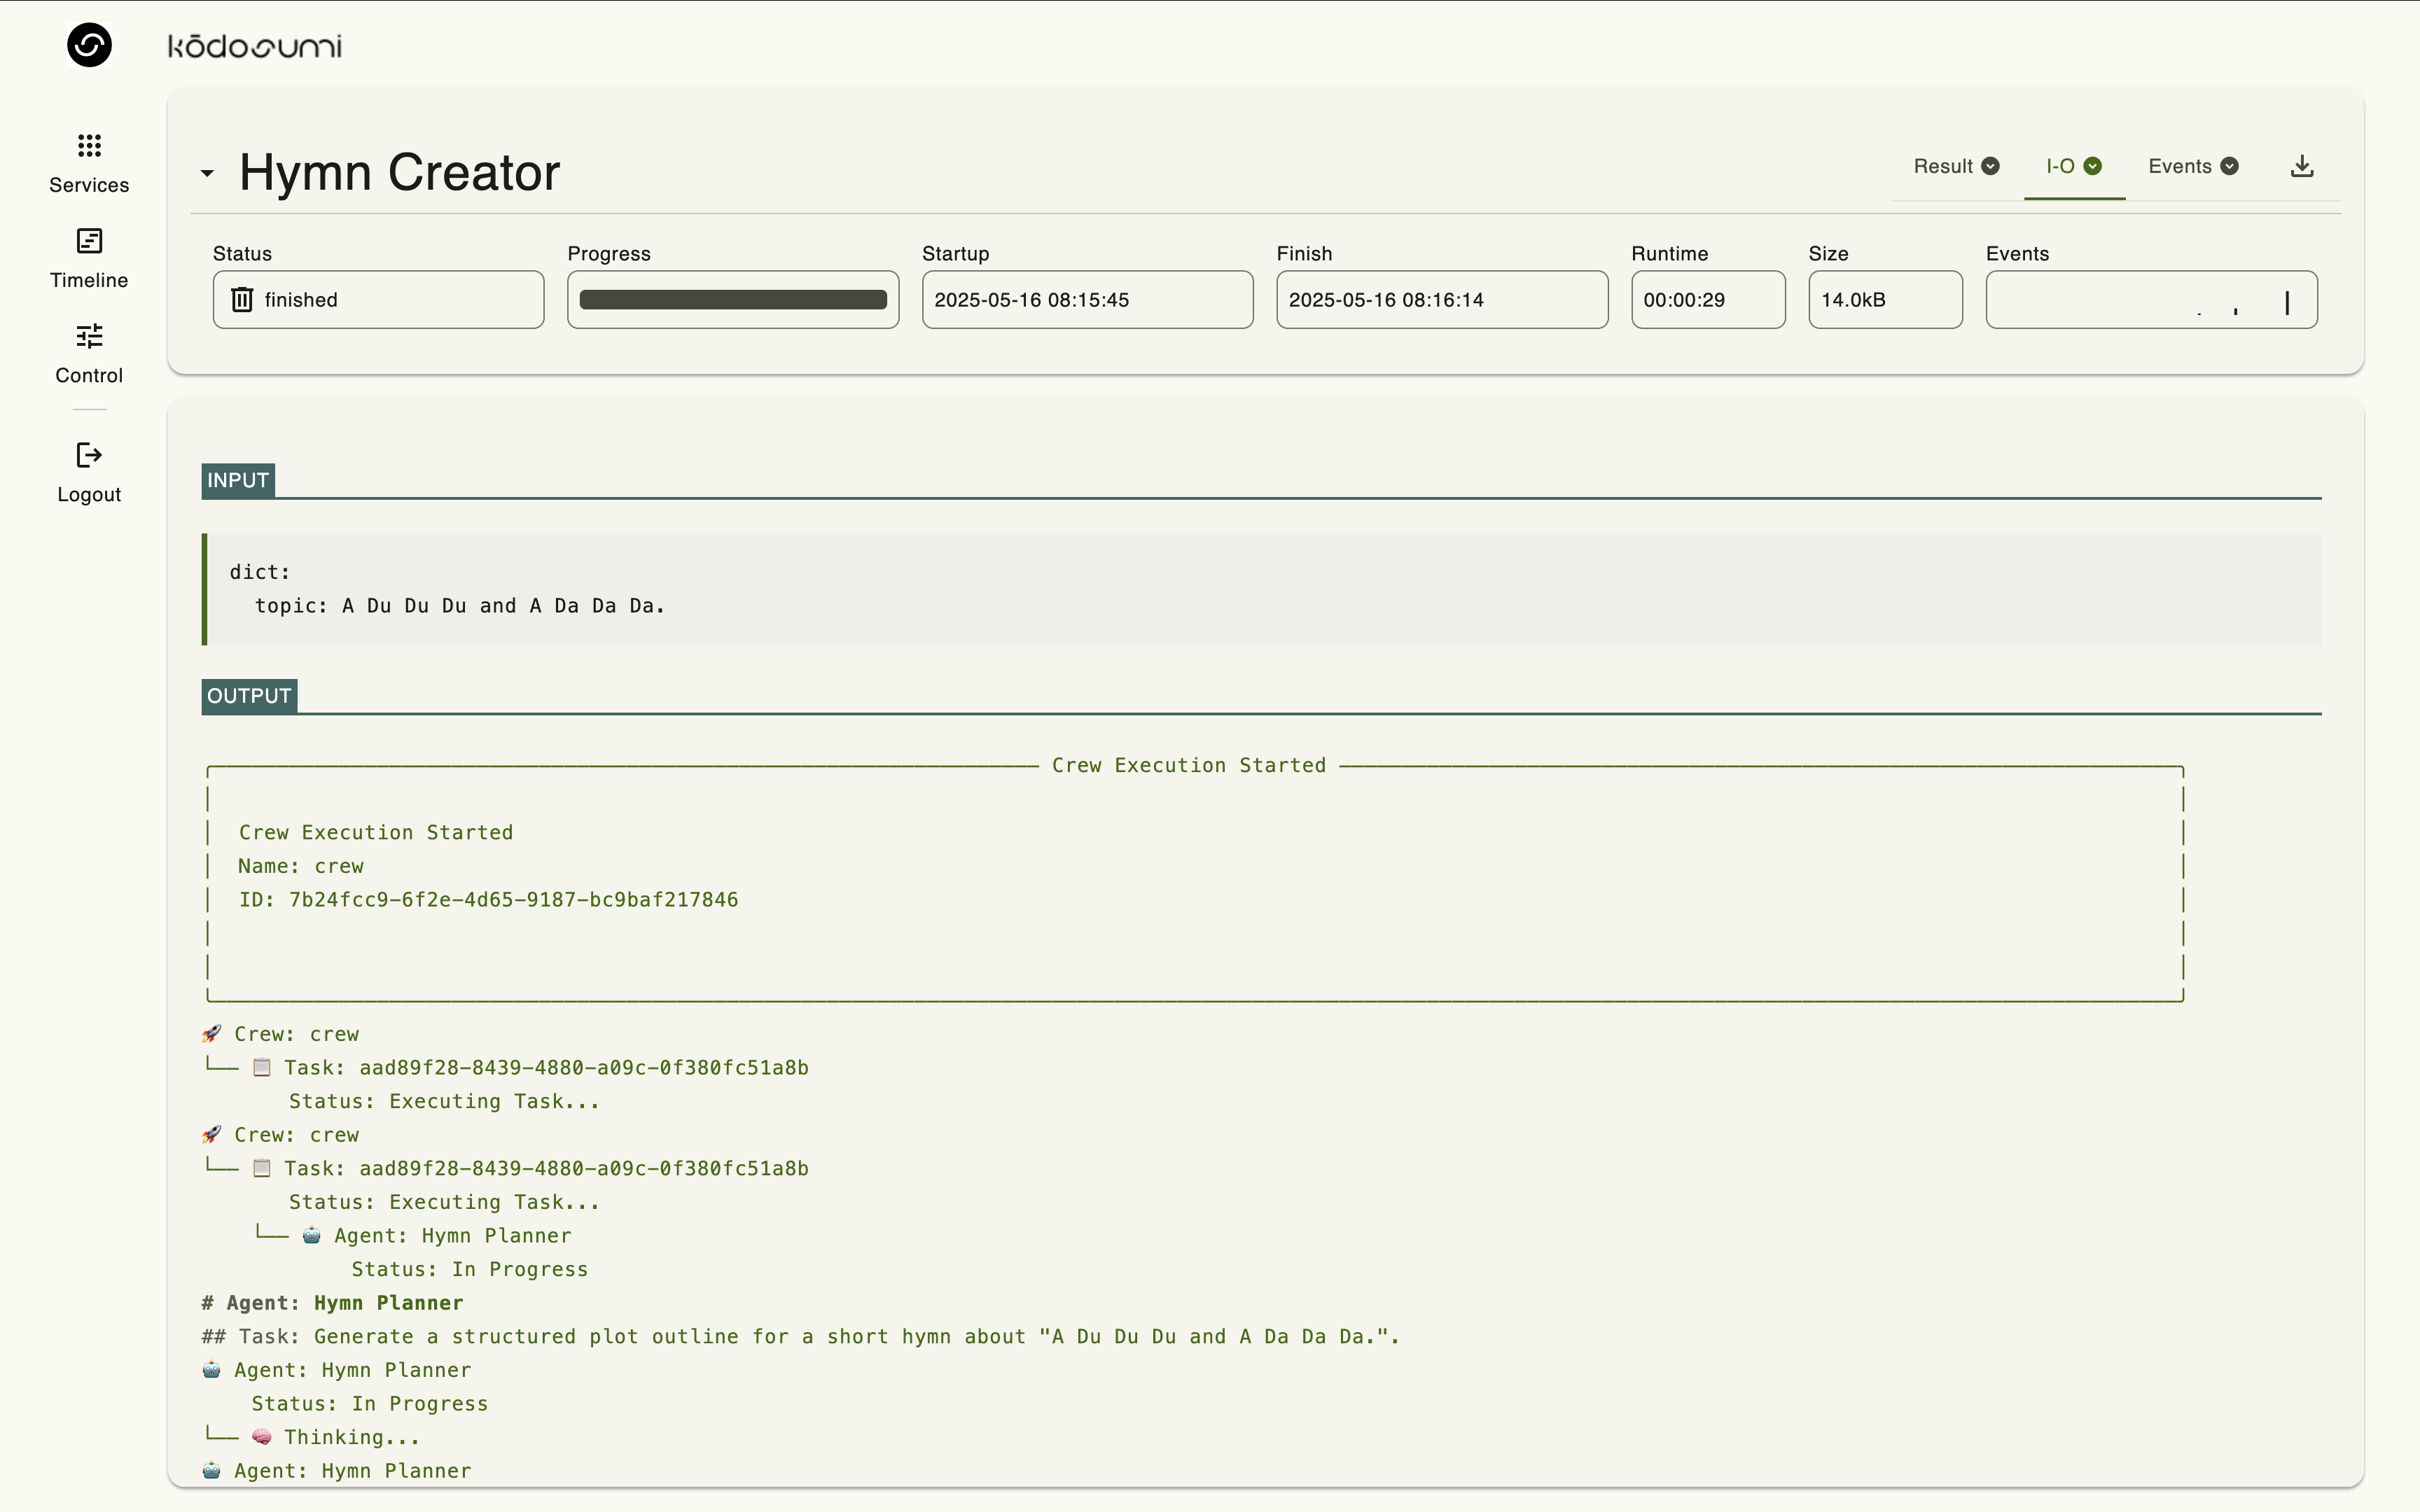 kōdosumi
Services
Timeline
Control
Logout
Hymn Creator
Result
I-O
Events
Status
finished
Progress
Startup
2025-05-16 08:15:45
Finish
2025-05-16 08:16:14
Runtime
00:00:29
Size
14.0kB
Events
INPUT
dict:
topic: A Du Du Du and A Da Da Da.
OUTPUT
Crew Execution Started
Crew Execution Started
Name: crew
ID: 7b24fcc9-6f2e-4d65-9187-bc9baf217846
🚀 Crew: crew
└── 📋 Task: aad89f28-8439-4880-a09c-0f380fc51a8b
Status: Executing Task...
🚀 Crew: crew
└── 📋 Task: aad89f28-8439-4880-a09c-0f380fc51a8b
Status: Executing Task...
└── 🤖 Agent: Hymn Planner
Status: In Progress
# Agent: Hymn Planner
## Task: Generate a structured plot outline for a short hymn about "A Du Du Du and A Da Da Da.".
🤖 Agent: Hymn Planner
Status: In Progress
└── 🧠 Thinking...
🤖 Agent: Hymn Planner